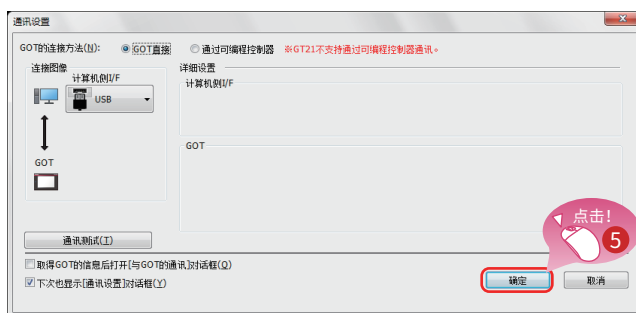 通讯设置
GOT的连接方法(N): GOT直接 通过可编程控制器 ※GT21不支持通过可编程控制器通讯。
连接图像
计算机侧I/F
USB
GOT
详细设置
计算机侧I/F
GOT
通讯测试(T)
取得GOT的信息后打开[与GOT的通讯]对话框(Q)
下次也显示[通讯设置]对话框(Y)
点击!
5
确定
取消